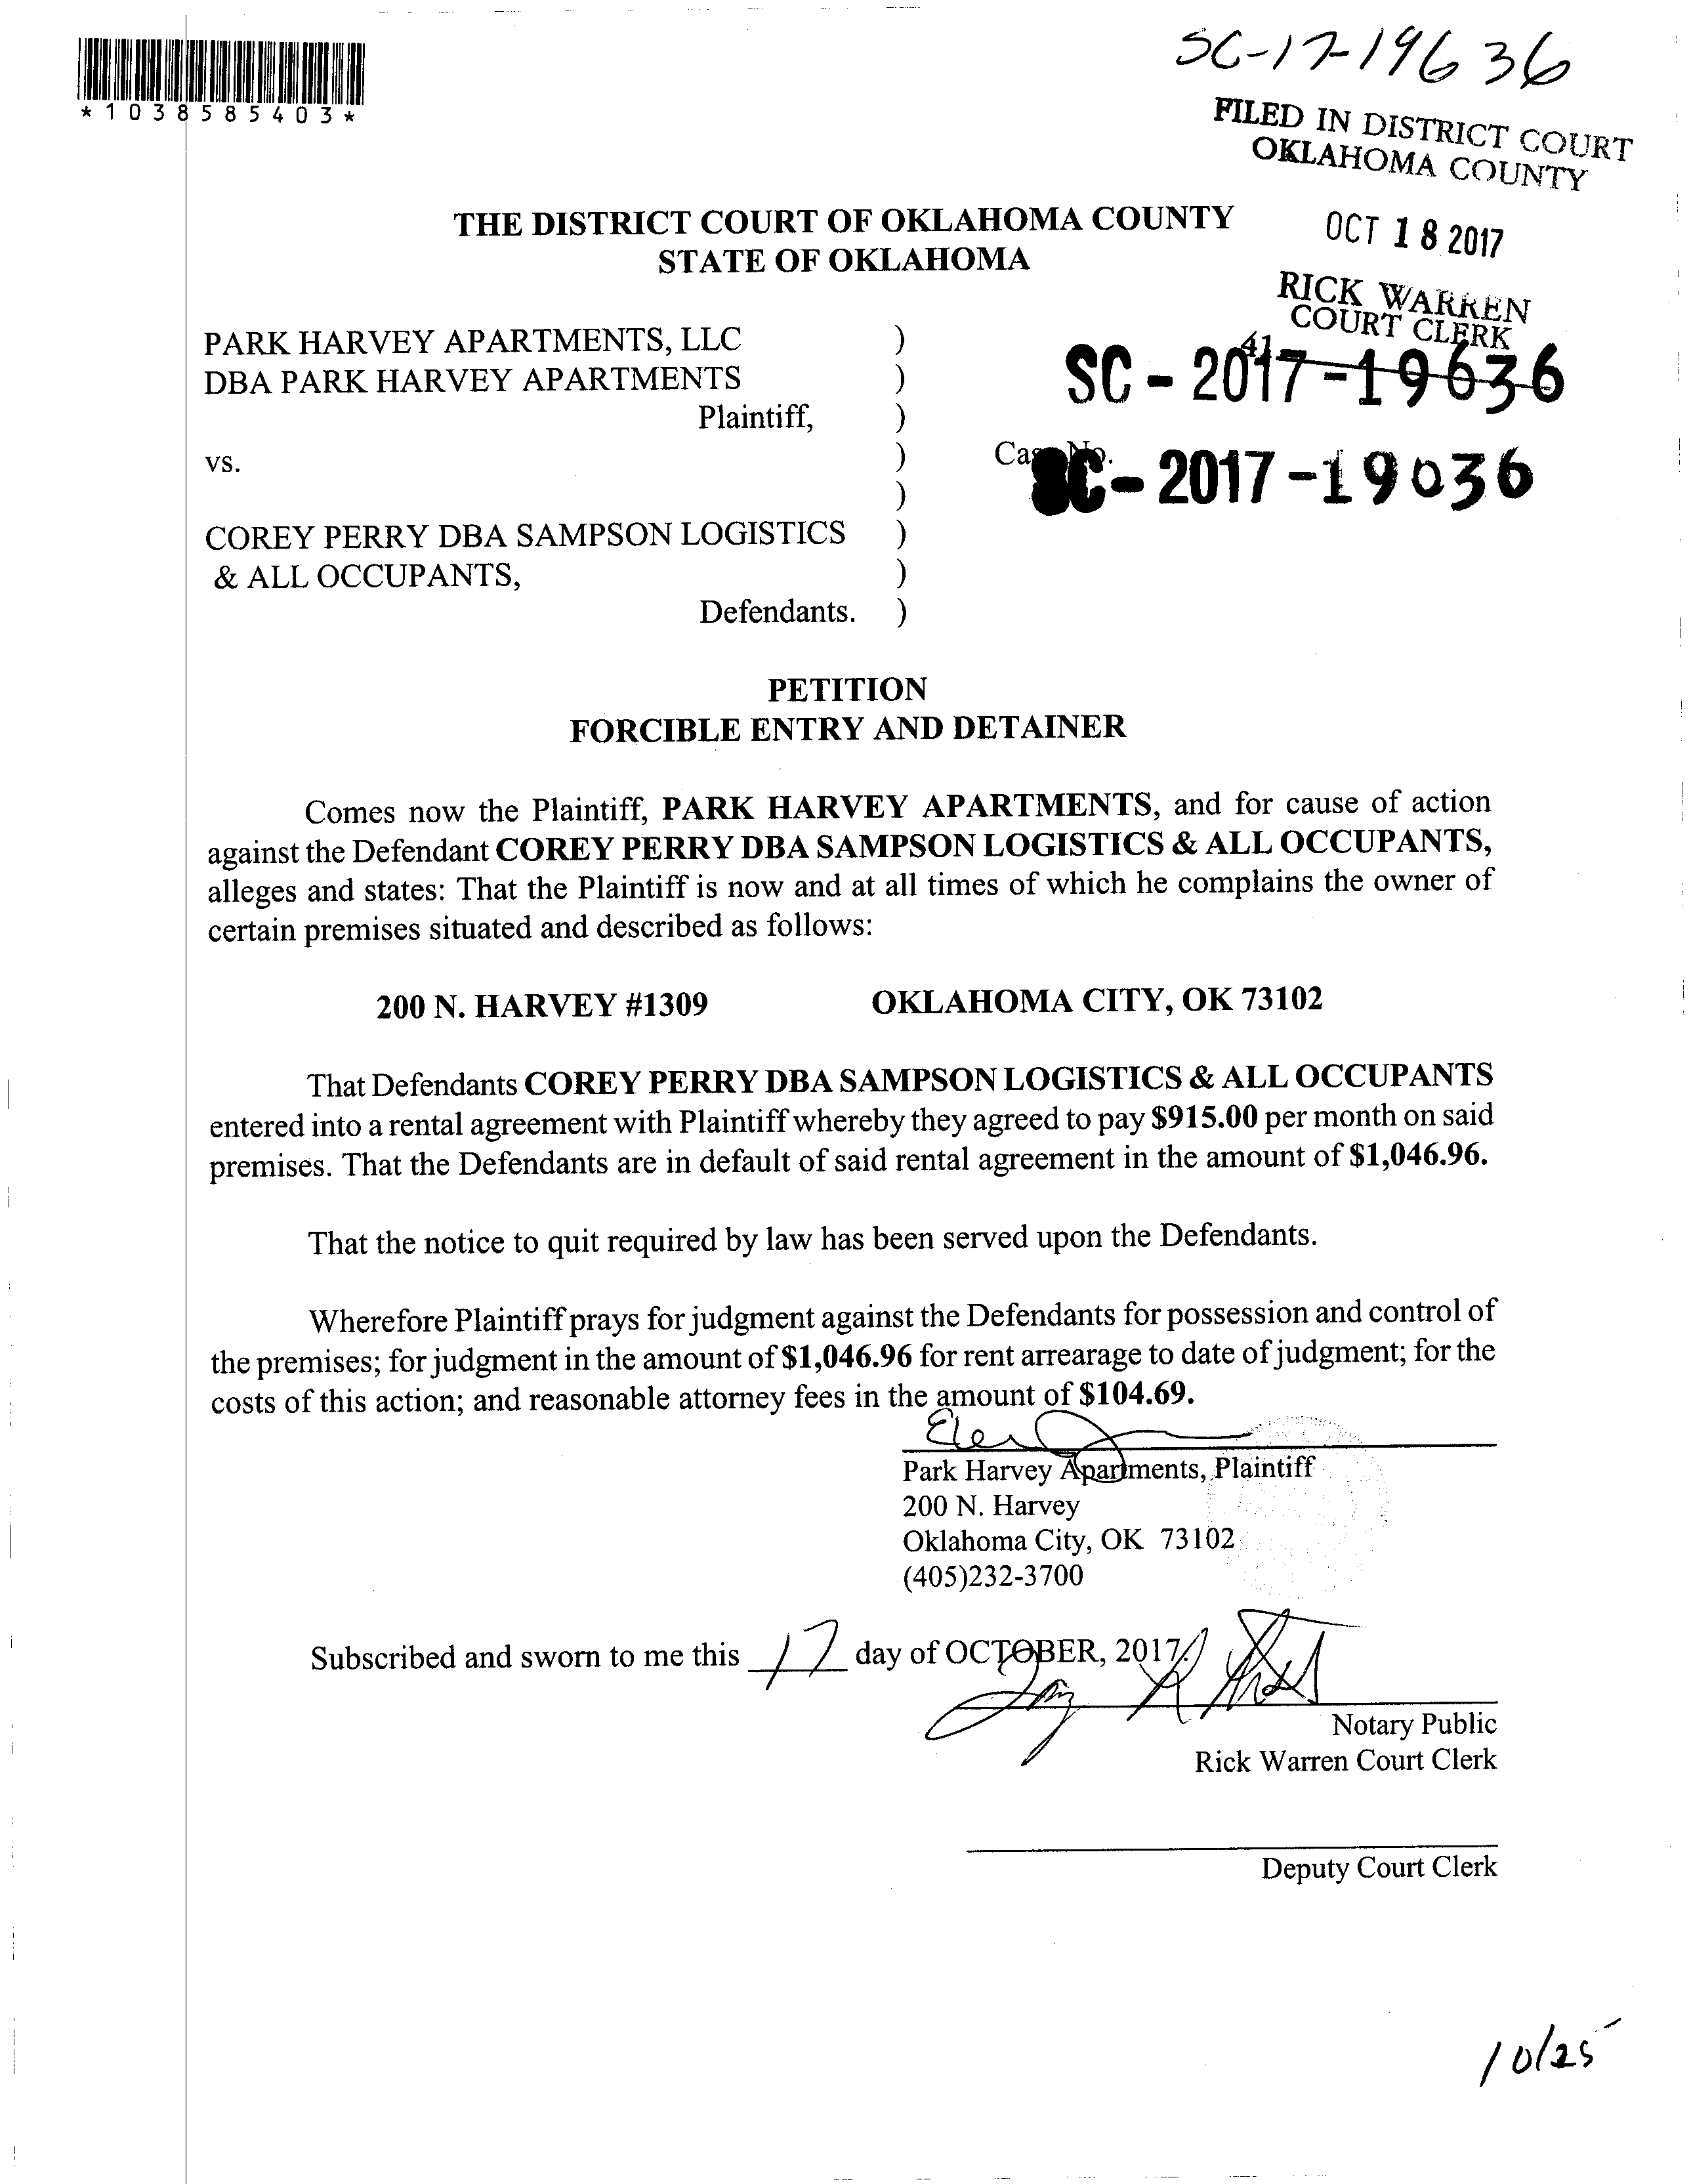 SC-17-19636
*1038585403*
FILED IN DISTRICT COURT
OKLAHOMA COUNTY
OCT 18 2017
RICK WARREN
COURT CLERK
41
THE DISTRICT COURT OF OKLAHOMA COUNTY
STATE OF OKLAHOMA
SC - 2017 - 19636
PARK HARVEY APARTMENTS, LLC )
DBA PARK HARVEY APARTMENTS )
Plaintiff, )
vs. ) Case No.
SC - 2017 - 19636
)
COREY PERRY DBA SAMPSON LOGISTICS )
& ALL OCCUPANTS, )
Defendants. )
PETITION
FORCIBLE ENTRY AND DETAINER
Comes now the Plaintiff, PARK HARVEY APARTMENTS, and for cause of action
against the Defendant COREY PERRY DBA SAMPSON LOGISTICS & ALL OCCUPANTS,
alleges and states: That the Plaintiff is now and at all times of which he complains the owner of
certain premises situated and described as follows:
200 N. HARVEY #1309 OKLAHOMA CITY, OK 73102
That Defendants COREY PERRY DBA SAMPSON LOGISTICS & ALL OCCUPANTS
entered into a rental agreement with Plaintiff whereby they agreed to pay $915.00 per month on said
premises. That the Defendants are in default of said rental agreement in the amount of $1,046.96.
That the notice to quit required by law has been served upon the Defendants.
Wherefore Plaintiff prays for judgment against the Defendants for possession and control of
the premises; for judgment in the amount of $1,046.96 for rent arrearage to date of judgment; for the
costs of this action; and reasonable attorney fees in the amount of $104.69.
Park Harvey Apartments, Plaintiff
200 N. Harvey
Oklahoma City, OK 73102
(405)232-3700
Subscribed and sworn to me this 17 day of OCTOBER, 2017.
Notary Public
Rick Warren Court Clerk
Deputy Court Clerk
10/25